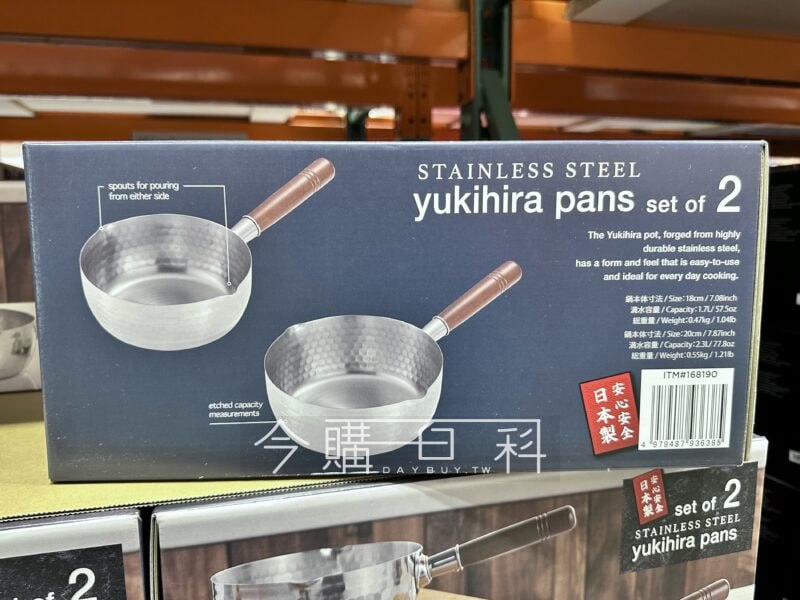 spouts for pouring
from either side
STAINLESS STEEL
yukihira pans set of 2
The Yukihira pot, forged from highly
durable stainless steel,
has a form and feel that is easy-to-use
and ideal for every day cooking.
鍋本体寸法 / Size:18cm / 7.08inch
満水容量 / Capacity:1.7L / 57.5oz
総重量 / Weight:0.47kg / 1.04lb
鍋本体寸法 / Size:20cm / 7.87inch
満水容量 / Capacity:2.3L / 77.8oz
総重量 / Weight:0.55kg / 1.21lb
ITM#168190
安心安全
日本製
4 979487 936385
etched capacity
measurements
今購百科
DAYBUY.TW
安心安全
日本製
set of 2
STAINLESS STEEL
yukihira pans
set of 2